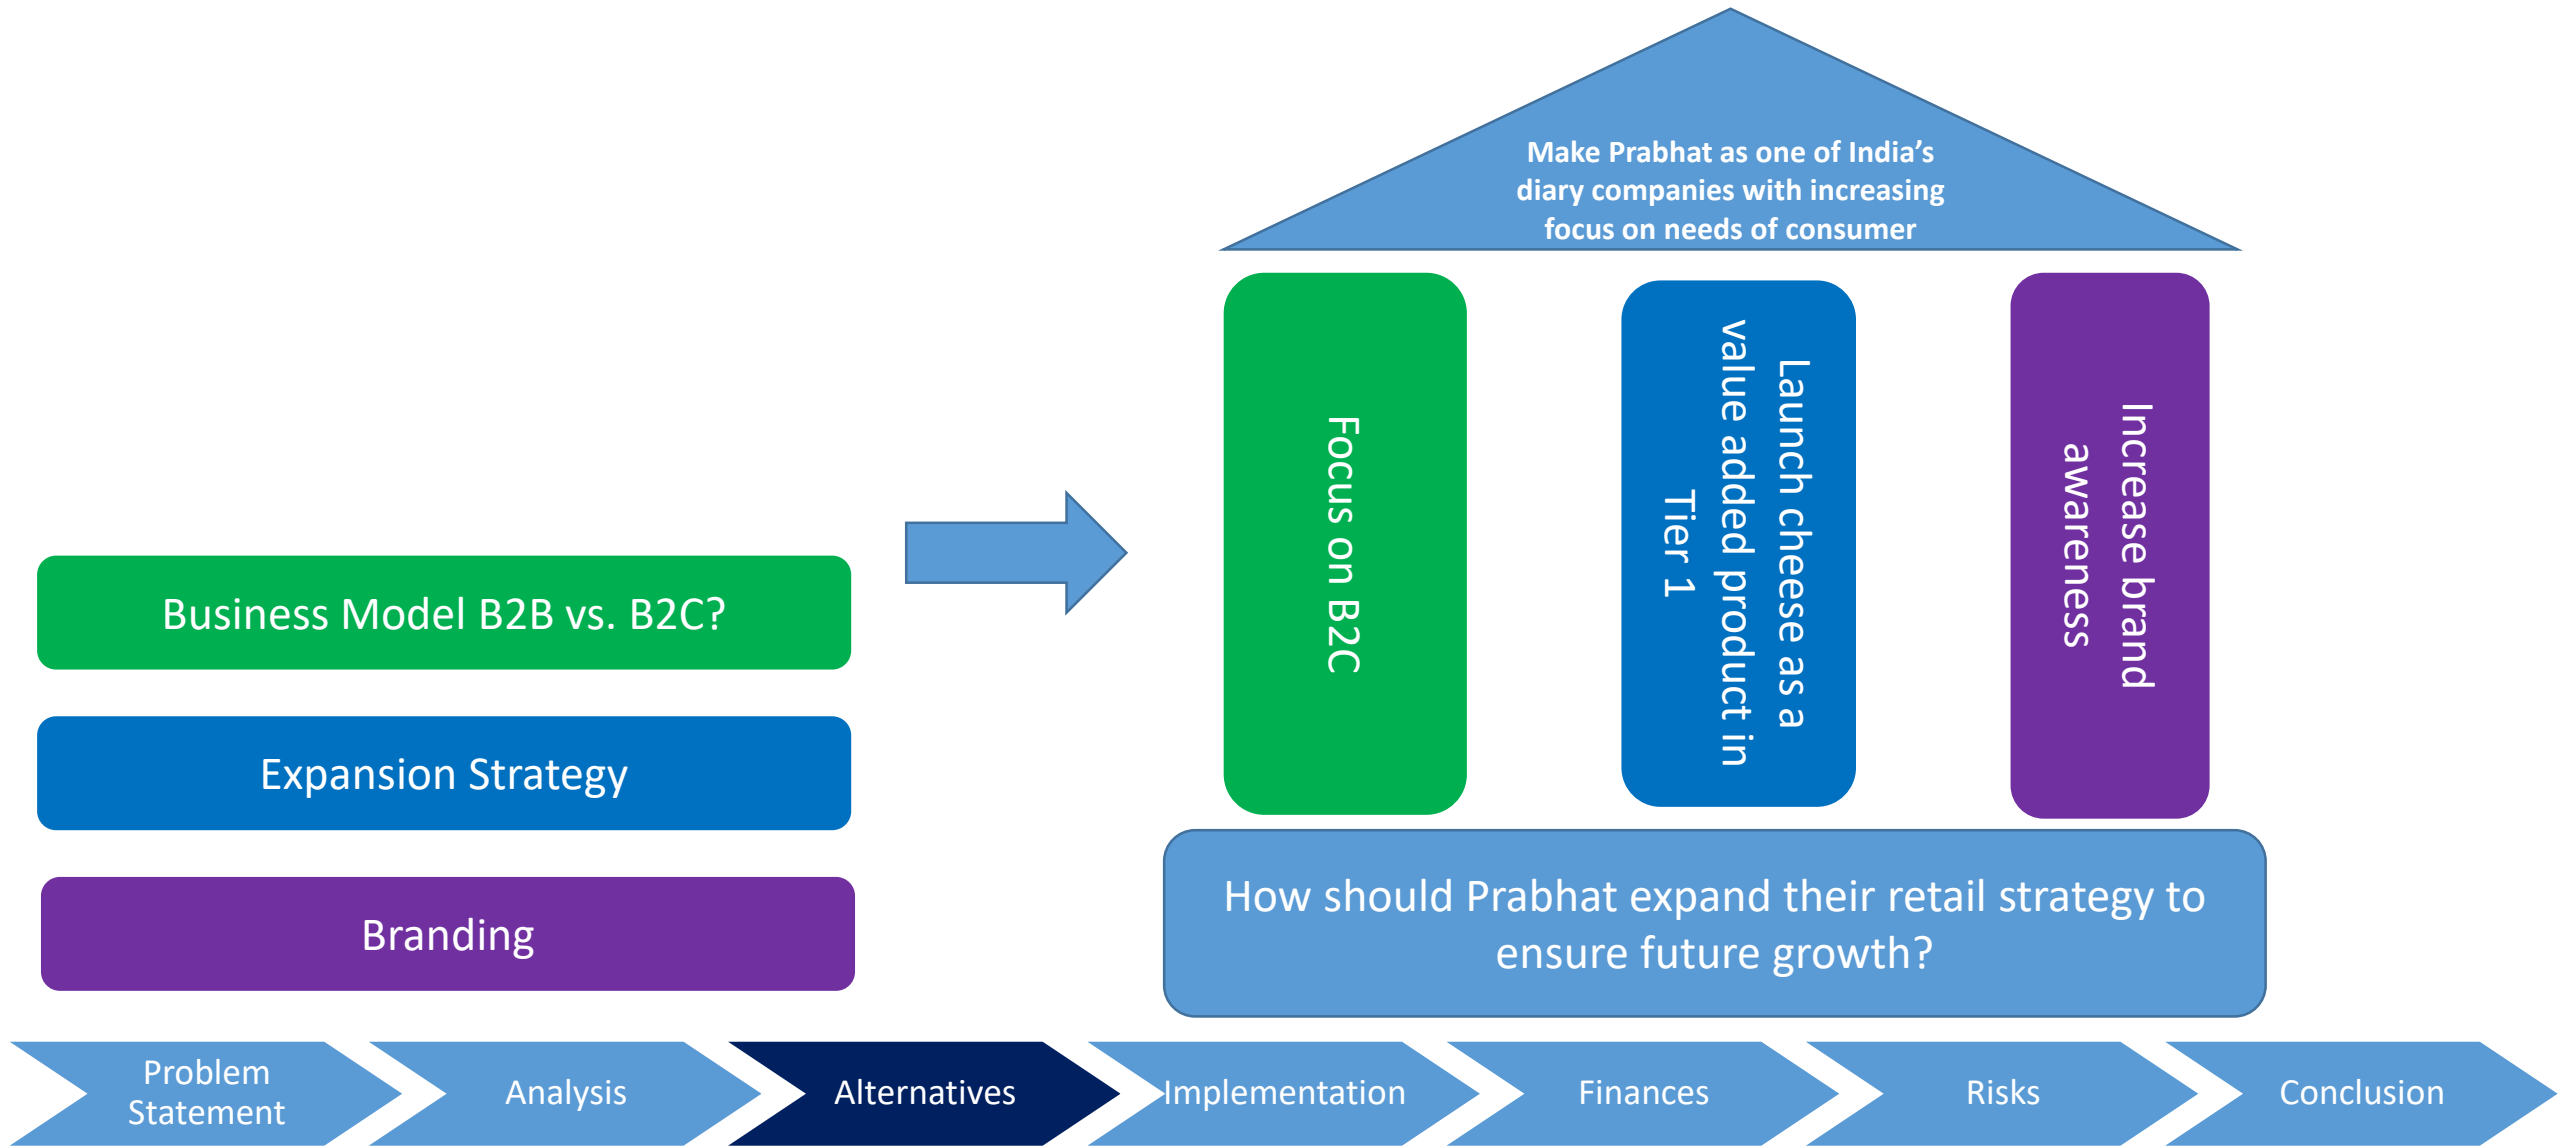 Make Prabhat as one of India’s
diary companies with increasing
focus on needs of consumer
Business Model B2B vs. B2C?
Expansion Strategy
Branding
Focus on B2C
Launch cheese as a
value added product in
Tier 1
Increase brand
awareness
How should Prabhat expand their retail strategy to
ensure future growth?
Problem
Statement
Analysis
Alternatives
Implementation
Finances
Risks
Conclusion